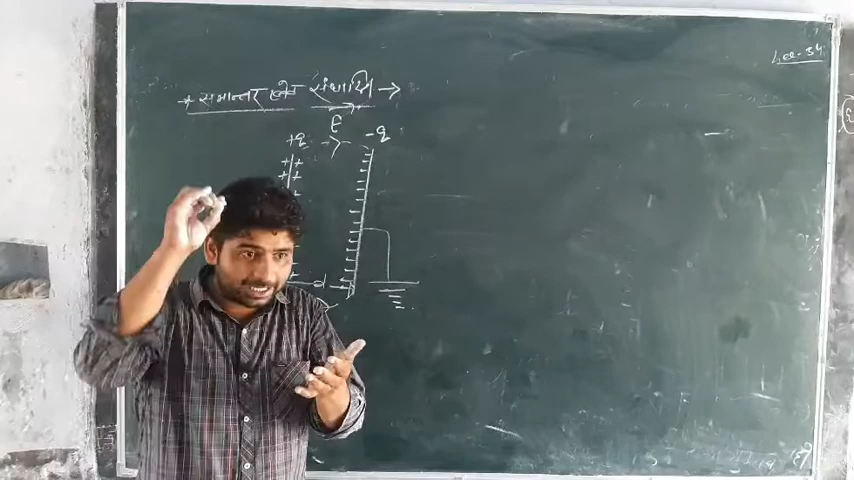 Lec-34
* समान्तर प्लेट संधारित्र →
E
+q → -q
++
++
d